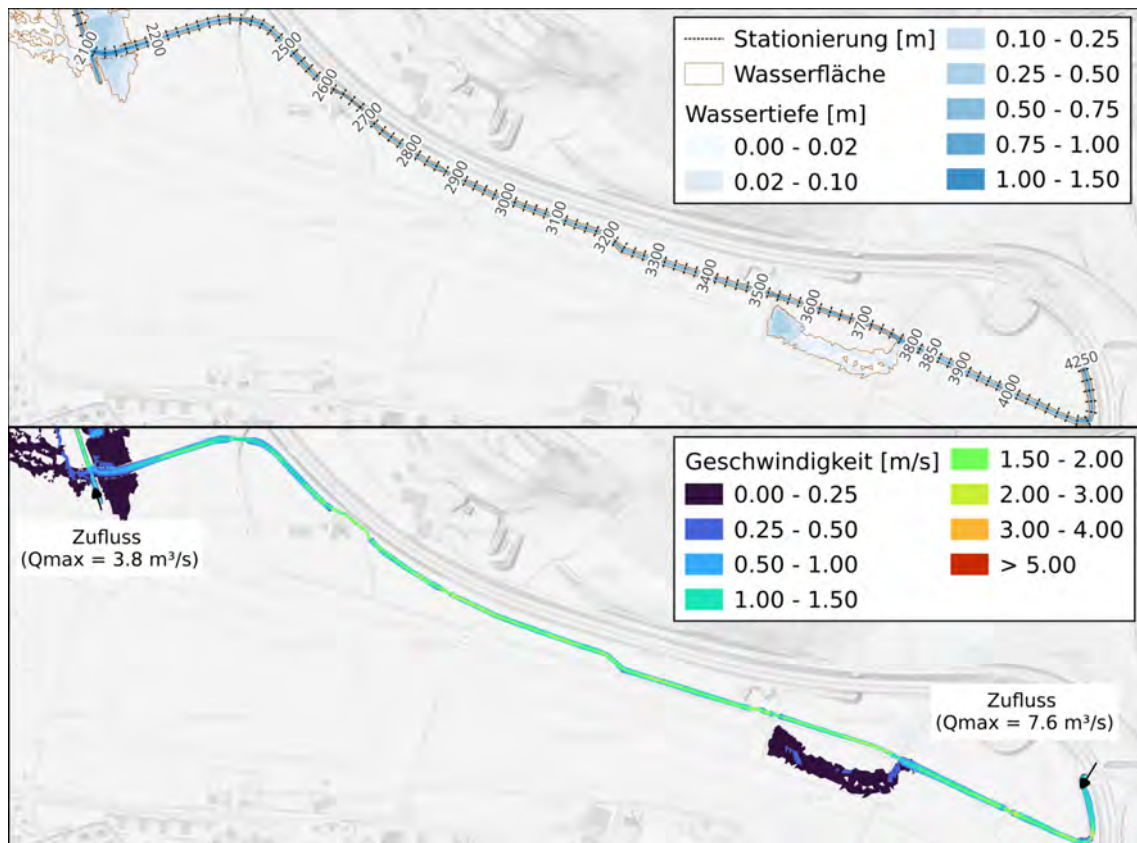 Stationierung [m]
Wasserfläche
Wassertiefe [m]
0.00 - 0.02
0.02 - 0.10
0.10 - 0.25
0.25 - 0.50
0.50 - 0.75
0.75 - 1.00
1.00 - 1.50
2100
2200
2500
2600
2700
2800
2900
3000
3100
3200
3300
3400
3500
3600
3700
3800
3850
3900
4000
4250
Geschwindigkeit [m/s]
0.00 - 0.25
0.25 - 0.50
0.50 - 1.00
1.00 - 1.50
1.50 - 2.00
2.00 - 3.00
3.00 - 4.00
> 5.00
Zufluss
(Qmax = 3.8 m³/s)
Zufluss
(Qmax = 7.6 m³/s)